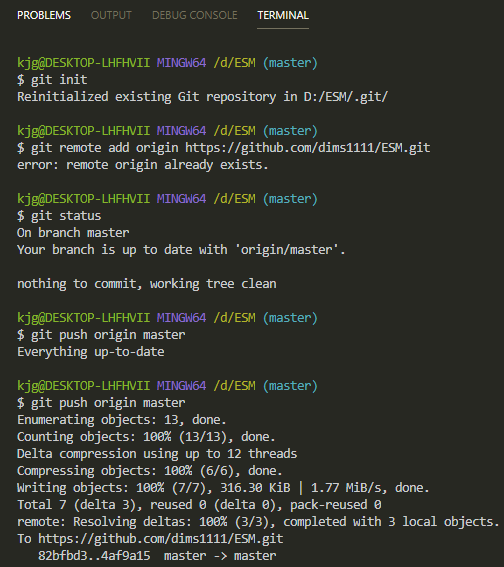 PROBLEMS OUTPUT DEBUG CONSOLE TERMINAL
kjg@DESKTOP-LHFHVII MINGW64 /d/ESM (master)
$ git init
Reinitialized existing Git repository in D:/ESM/.git/
kjg@DESKTOP-LHFHVII MINGW64 /d/ESM (master)
$ git remote add origin https://github.com/dims1111/ESM.git
error: remote origin already exists.
kjg@DESKTOP-LHFHVII MINGW64 /d/ESM (master)
$ git status
On branch master
Your branch is up to date with 'origin/master'.
nothing to commit, working tree clean
kjg@DESKTOP-LHFHVII MINGW64 /d/ESM (master)
$ git push origin master
Everything up-to-date
kjg@DESKTOP-LHFHVII MINGW64 /d/ESM (master)
$ git push origin master
Enumerating objects: 13, done.
Counting objects: 100% (13/13), done.
Delta compression using up to 12 threads
Compressing objects: 100% (6/6), done.
Writing objects: 100% (7/7), 316.30 KiB | 1.77 MiB/s, done.
Total 7 (delta 3), reused 0 (delta 0), pack-reused 0
remote: Resolving deltas: 100% (3/3), completed with 3 local objects.
To https://github.com/dims1111/ESM.git
82bfbd3..4af9a15 master -> master